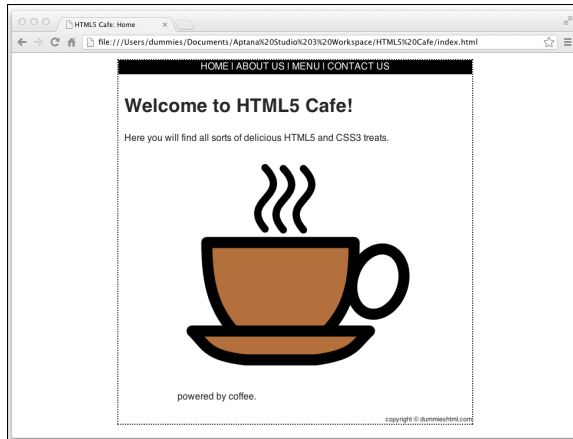 HTML5 Cafe: Home
file:///Users/dummies/Documents/Aptana%20Studio%203%20Workspace/HTML5%20Cafe/index.html
HOME | ABOUT US | MENU | CONTACT US
Welcome to HTML5 Cafe!
Here you will find all sorts of delicious HTML5 and CSS3 treats.
powered by coffee.
copyright © dummieshtml.com